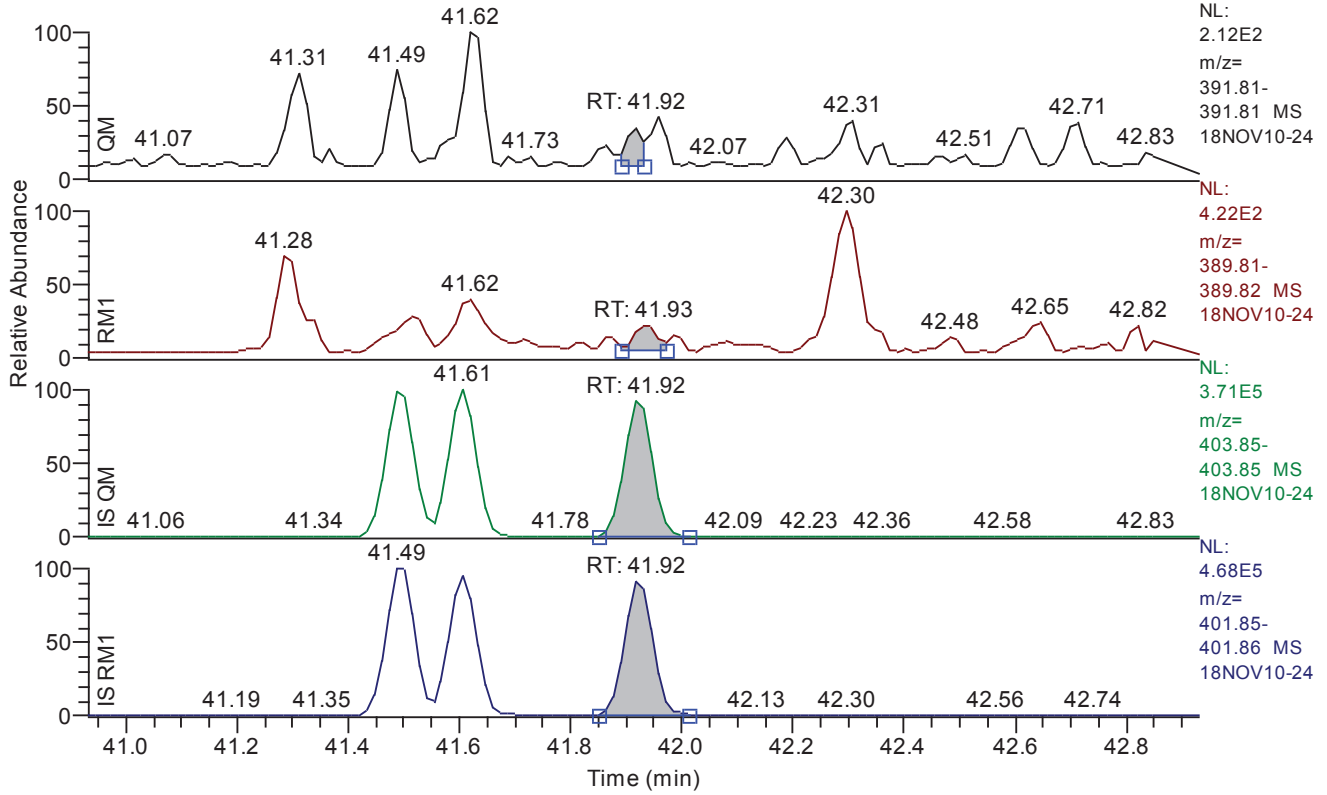 Relative Abundance
QM
100
50
0
41.07
41.31
41.49
41.62
41.73
RT: 41.92
42.07
42.31
42.51
42.71
42.83
NL:
2.12E2
m/z=
391.81-
391.81 MS
18NOV10-24
RM1
100
50
0
41.28
41.62
RT: 41.93
42.30
42.48
42.65
42.82
NL:
4.22E2
m/z=
389.81-
389.82 MS
18NOV10-24
IS QM
100
50
0
41.06
41.34
41.61
41.78
RT: 41.92
42.09
42.23
42.36
42.58
42.83
NL:
3.71E5
m/z=
403.85-
403.85 MS
18NOV10-24
IS RM1
100
50
0
41.19
41.35
41.49
RT: 41.92
42.13
42.30
42.56
42.74
NL:
4.68E5
m/z=
401.85-
401.86 MS
18NOV10-24
41.0 41.2 41.4 41.6 41.8 42.0 42.2 42.4 42.6 42.8
Time (min)